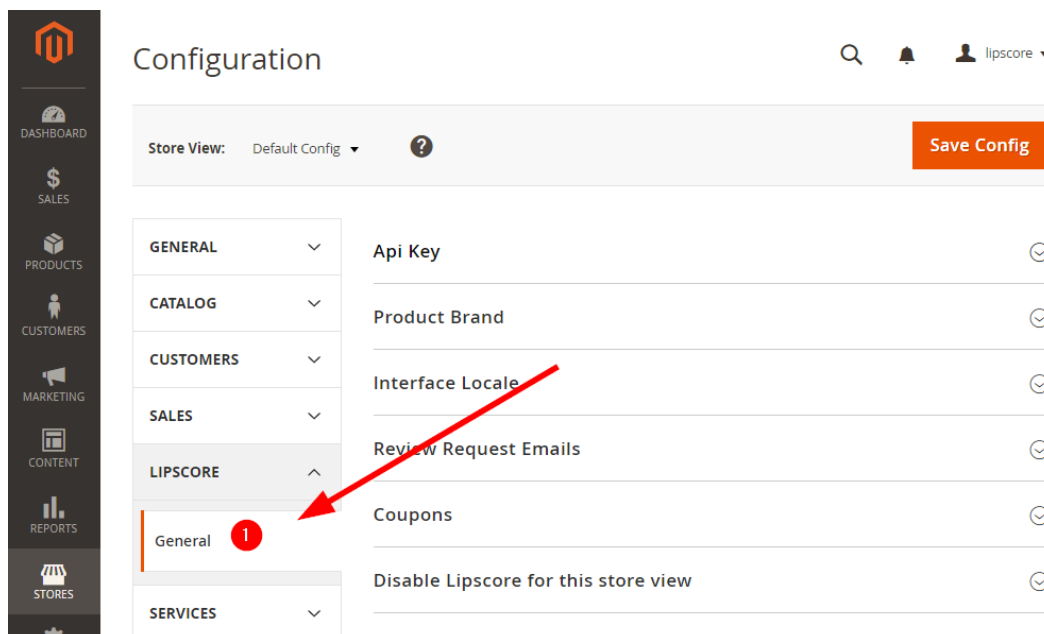 Configuration
lipscore
DASHBOARD
SALES
PRODUCTS
CUSTOMERS
MARKETING
CONTENT
REPORTS
STORES
Store View: Default Config ?
Save Config
GENERAL
CATALOG
CUSTOMERS
SALES
LIPSCORE
General 1
SERVICES
Api Key
Product Brand
Interface Locale
Review Request Emails
Coupons
Disable Lipscore for this store view